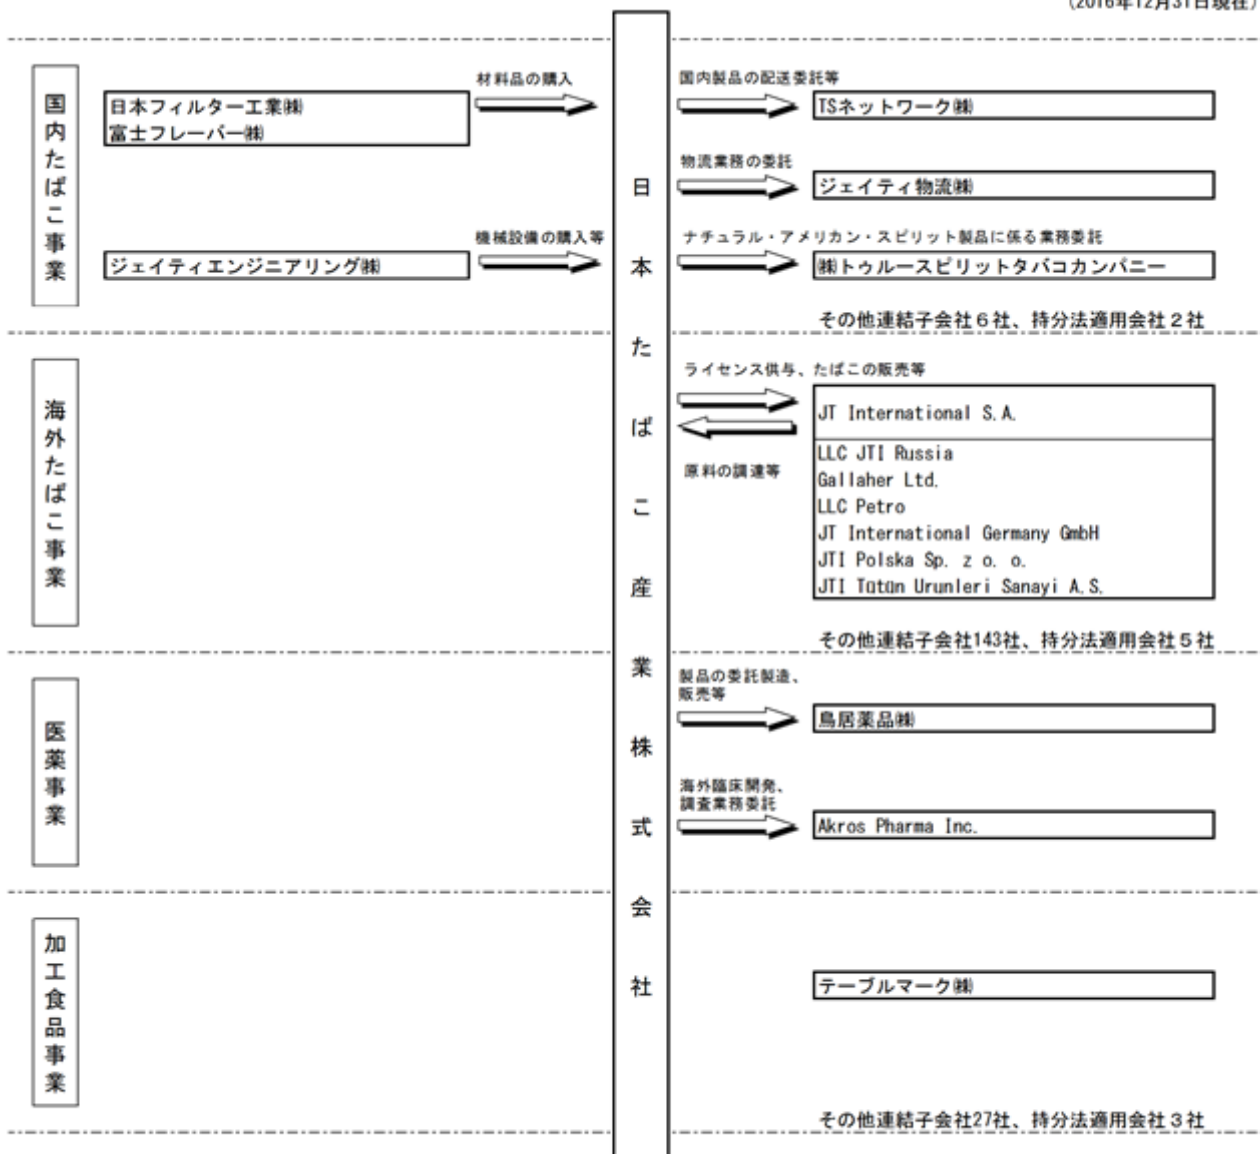 (2016年12月31日現在)
国内たばこ事業
材料品の購入
日本フィルター工業㈱
富士フレーバー㈱
機械設備の購入等
ジェイティエンジニアリング㈱
日本たばこ産業株式会社
国内製品の配送委託等
TSネットワーク㈱
物流業務の委託
ジェイティ物流㈱
ナチュラル・アメリカン・スピリット製品に係る業務委託
㈱トゥルースピリットタバコカンパニー
その他連結子会社6社、持分法適用会社2社
海外たばこ事業
ライセンス供与、たばこの販売等
JT International S.A.
原料の調達等
LLC JTI Russia
Gallaher Ltd.
LLC Petro
JT International Germany GmbH
JTI Polska Sp. z o. o.
JTI Tütün Urunleri Sanayi A.S.
その他連結子会社143社、持分法適用会社5社
医薬事業
製品の委託製造、
販売等
鳥居薬品㈱
海外臨床開発、
調査業務委託
Akros Pharma Inc.
加工食品事業
テーブルマーク㈱
その他連結子会社27社、持分法適用会社3社